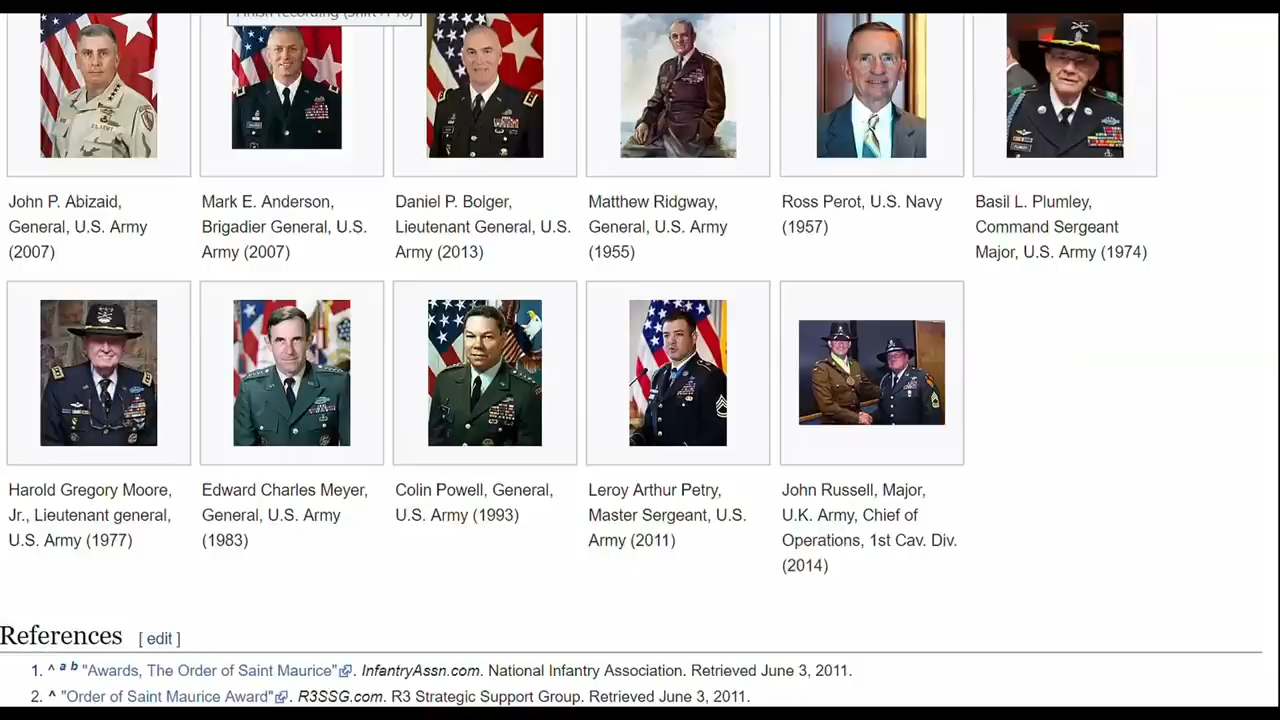 John P. Abizaid,
General, U.S. Army
(2007)
Mark E. Anderson,
Brigadier General, U.S.
Army (2007)
Daniel P. Bolger,
Lieutenant General, U.S.
Army (2013)
Matthew Ridgway,
General, U.S. Army
(1955)
Ross Perot, U.S. Navy
(1957)
Basil L. Plumley,
Command Sergeant
Major, U.S. Army (1974)
Harold Gregory Moore,
Jr., Lieutenant general,
U.S. Army (1977)
Edward Charles Meyer,
General, U.S. Army
(1983)
Colin Powell, General,
U.S. Army (1993)
Leroy Arthur Petry,
Master Sergeant, U.S.
Army (2011)
John Russell, Major,
U.K. Army, Chief of
Operations, 1st Cav. Div.
(2014)
References [ edit ]
1. ^ a b "Awards, The Order of Saint Maurice". InfantryAssn.com. National Infantry Association. Retrieved June 3, 2011.
2. ^ "Order of Saint Maurice Award". R3SSG.com. R3 Strategic Support Group. Retrieved June 3, 2011.